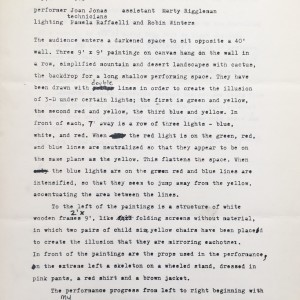 performer Joan Jonas assistant Marty Riggleman
technicians
lighting Pamela Raffaelli and Robin Winters
The audience enters a darkened space to sit opposite a 40'
wall. Three 9' x 9' paintings on canvas hang on the wall in
a row, simplified mountain and desert landscapes with cactus,
the backdrop for a long shallow performing space. They have
double
been drawn with lines in order to create the illusion
of 3-D under certain lights; the first is green and yellow,
the second red and yellow, the third blue and yellow. In
front of each, 7' away is a row of three lights - blue,
white, and red. When the red light is on the green, red,
and blue lines are neutralized so that they appear to be on
the same plane as the yellow. This flattens the space. When
the blue lights are on the green red and blue lines are
intensified, so that they seem to jump away from the yellow,
accentuating the area between the lines.
To the left of the paintings is a structure of white
2'x
wooden frames 9', like folding screens without material,
in which two pairs of child mim yellow chairs have been placed
to create the illusion that they are mirroring eachother.
In front of the paintings are the props used in the performance,
on the extreme left a skeleton on a wheeled stand, dressed in
pink pants, a red shirt and a brown jacket.
The performance progress from left to right beginning with
my